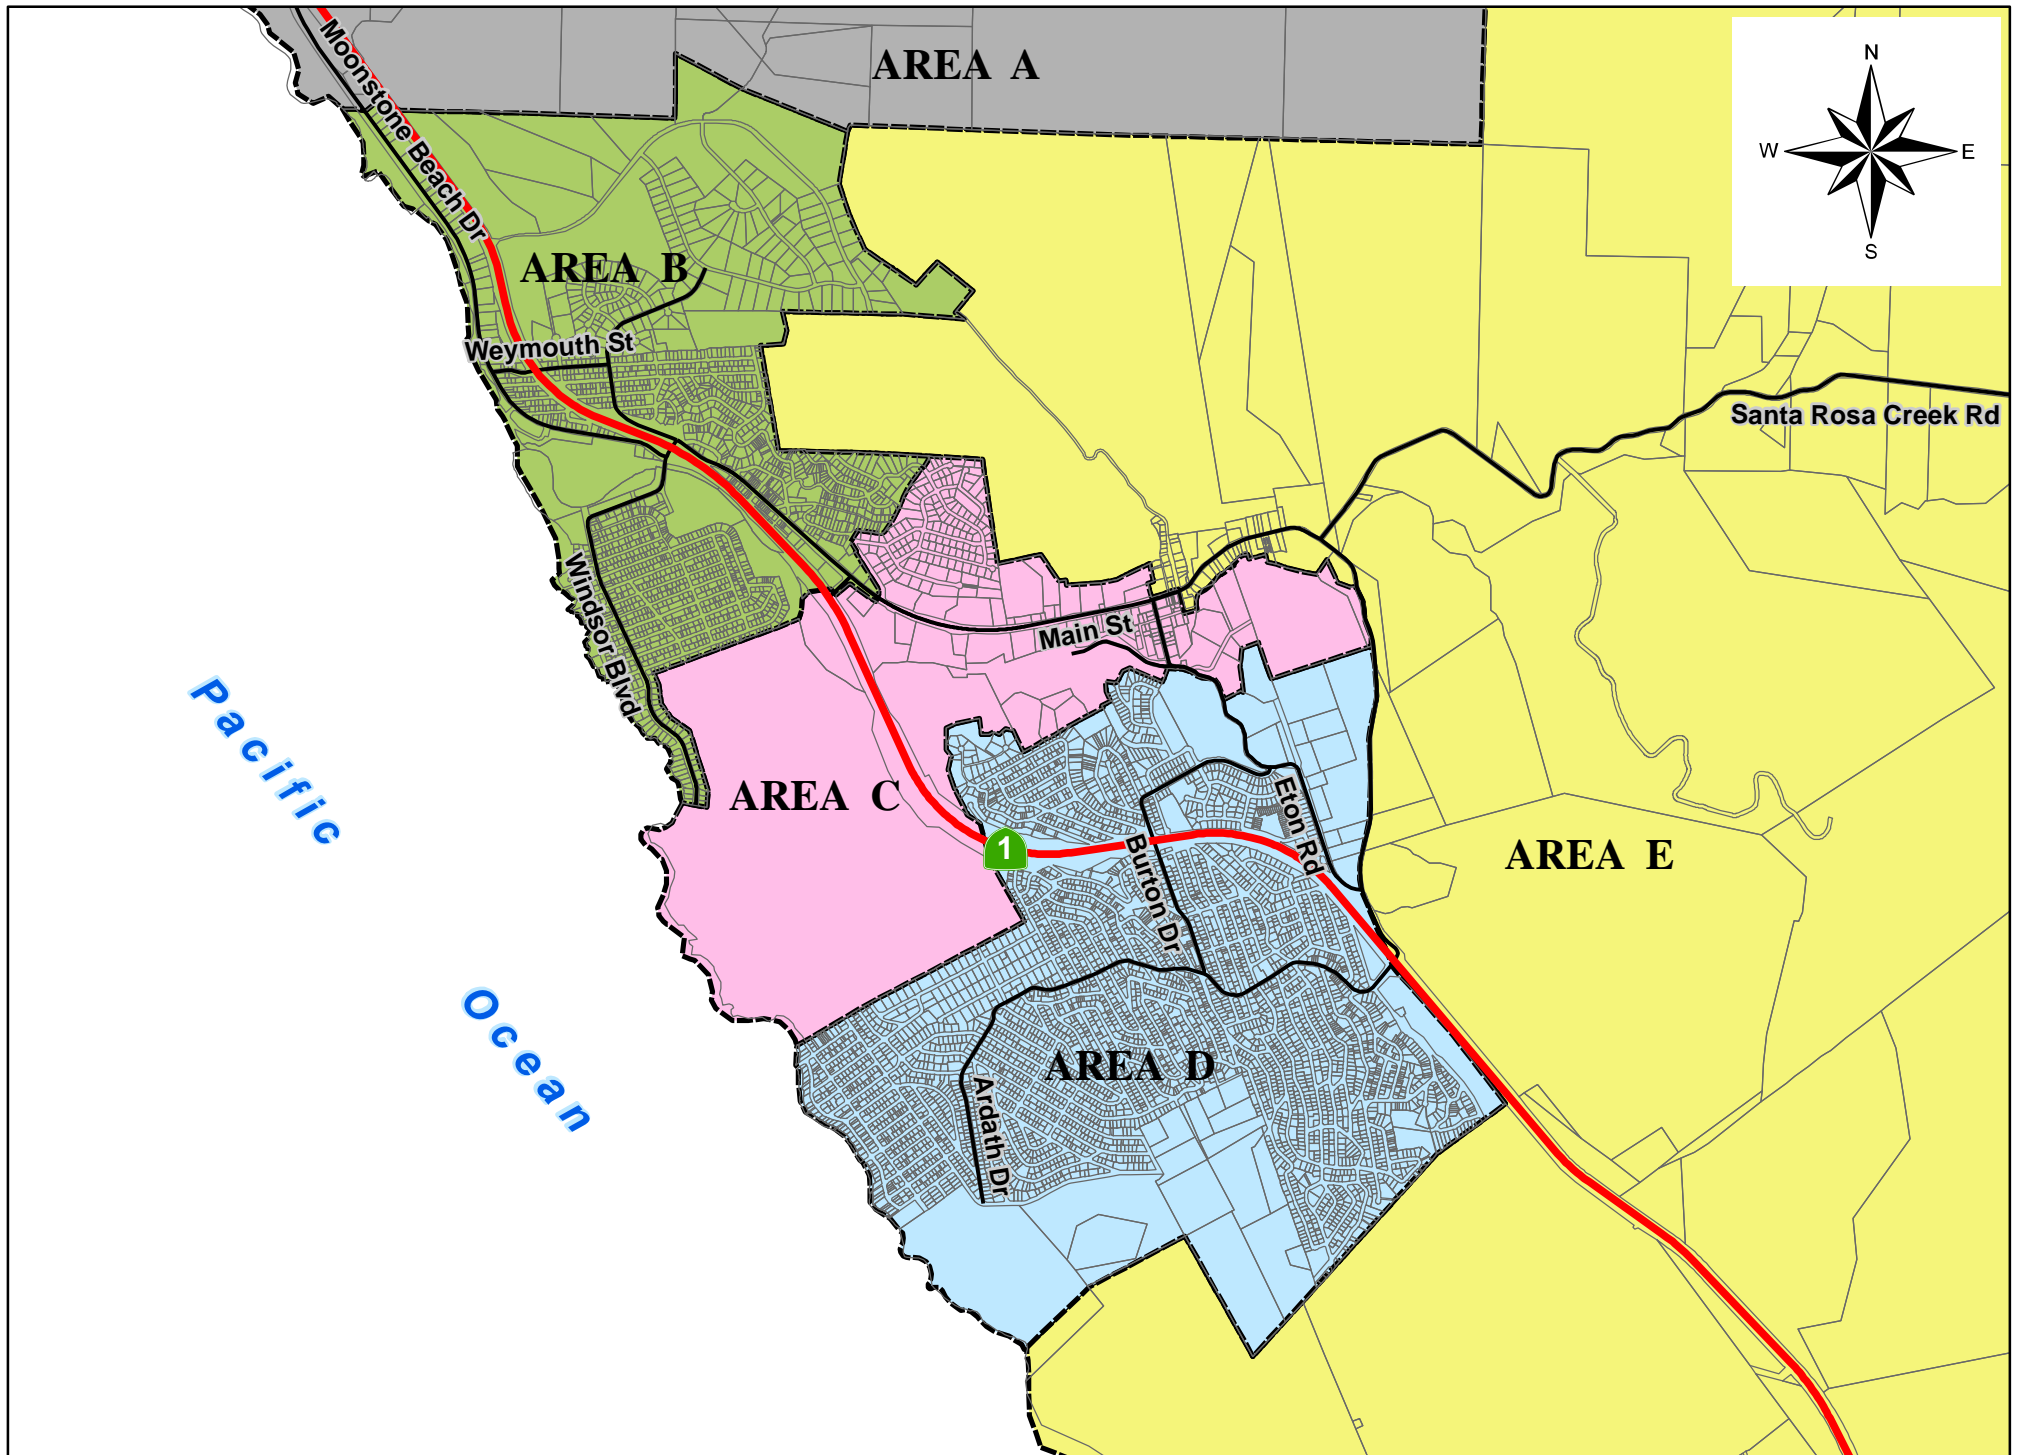 AREA A
N
W
E
S
Moonstone Beach Dr
AREA B
Weymouth St
Santa Rosa Creek Rd
Windsor Blvd
Main St
Pacific
Ocean
AREA C
1
Eton Rd
Burton Dr
AREA E
AREA D
Ardath Dr